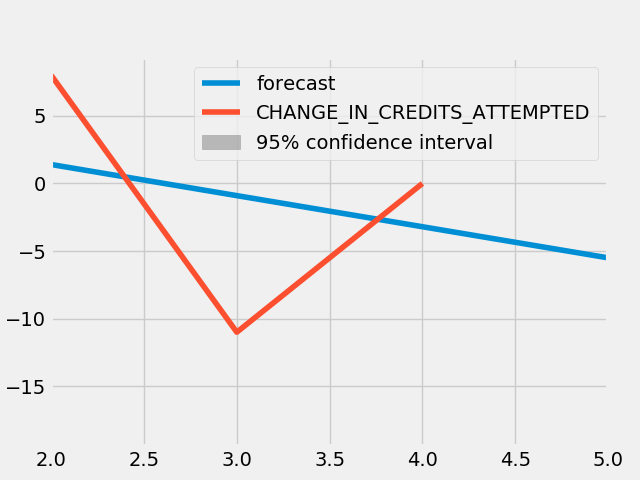 forecast
CHANGE_IN_CREDITS_ATTEMPTED
95% confidence interval
5
0
−5
−10
−15
2.0 2.5 3.0 3.5 4.0 4.5 5.0